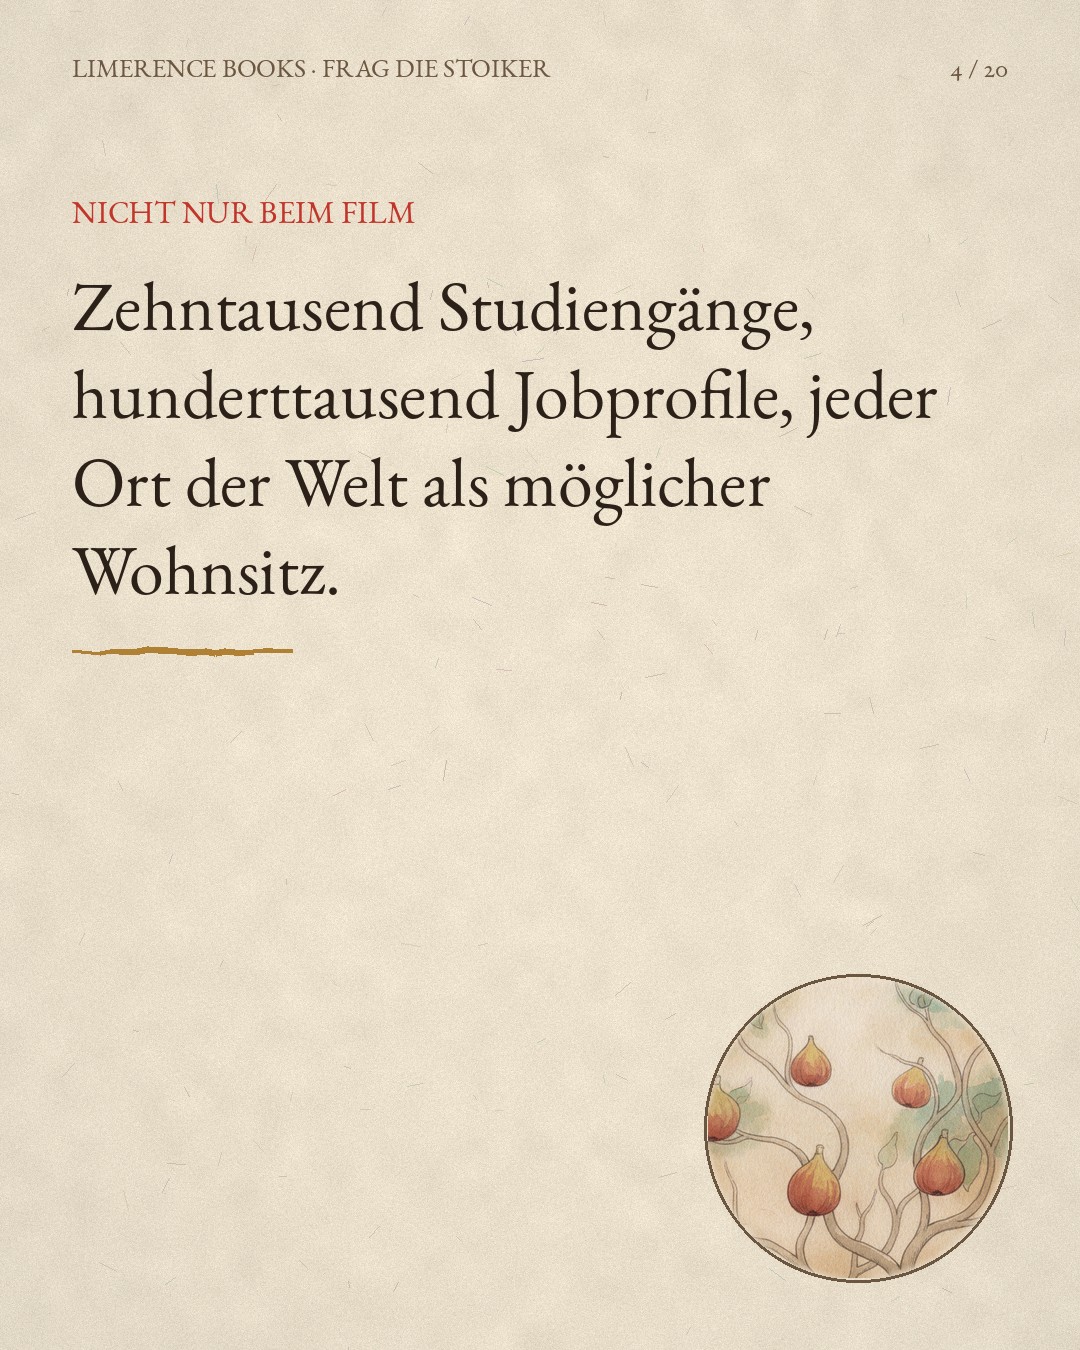 LIMERENCE BOOKS · FRAG DIE STOIKER
4 / 20
NICHT NUR BEIM FILM
Zehntausend Studiengänge,
hunderttausend Jobprofile, jeder
Ort der Welt als möglicher
Wohnsitz.